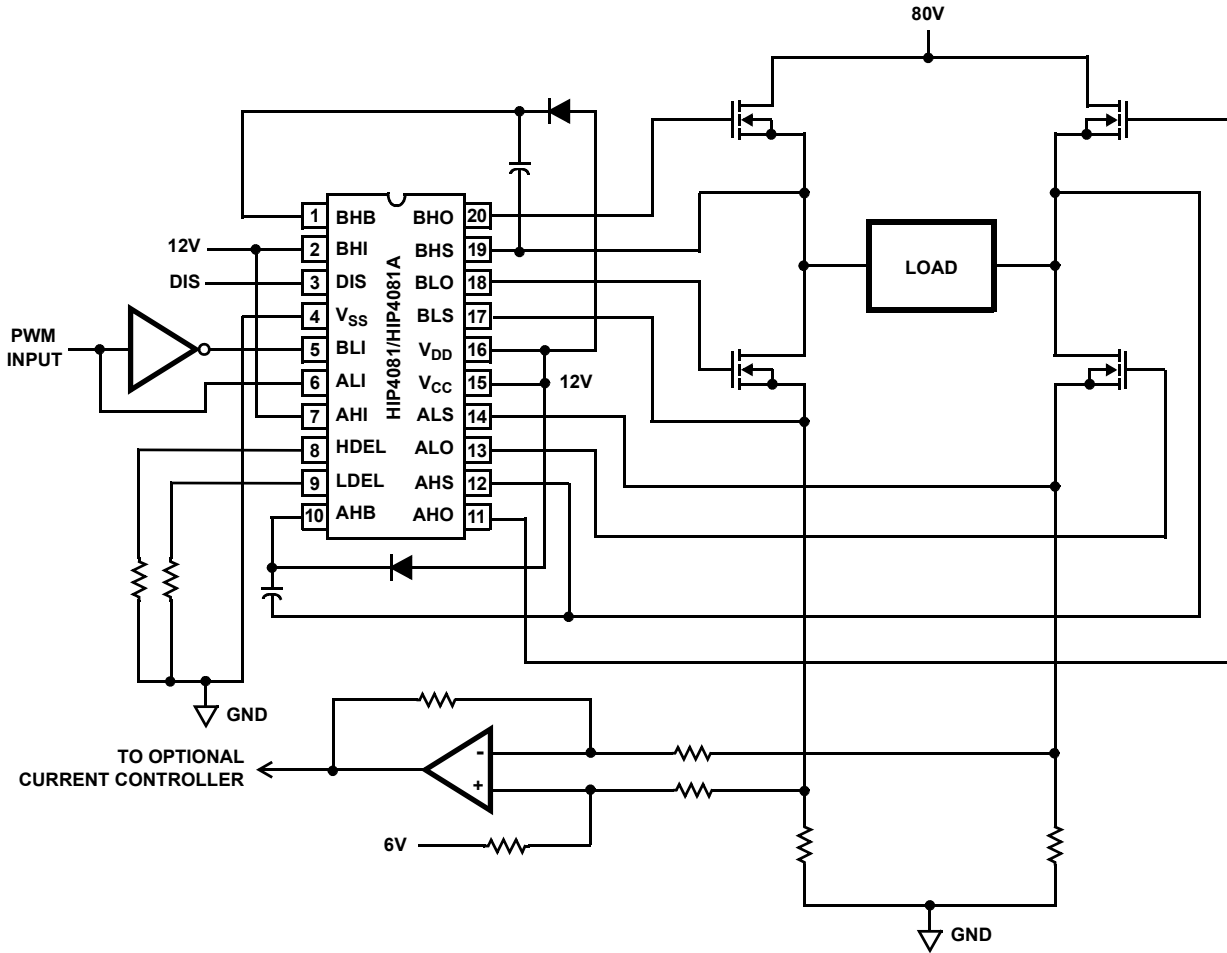 80V
12V
DIS
PWM
INPUT
HIP4081/HIP4081A
1 BHB
2 BHI
3 DIS
4 VSS
5 BLI
6 ALI
7 AHI
8 HDEL
9 LDEL
10 AHB
BHO 20
BHS 19
BLO 18
BLS 17
VDD 16
VCC 15
ALS 14
ALO 13
AHS 12
AHO 11
12V
LOAD
GND
TO OPTIONAL
CURRENT CONTROLLER
-
+
6V
GND